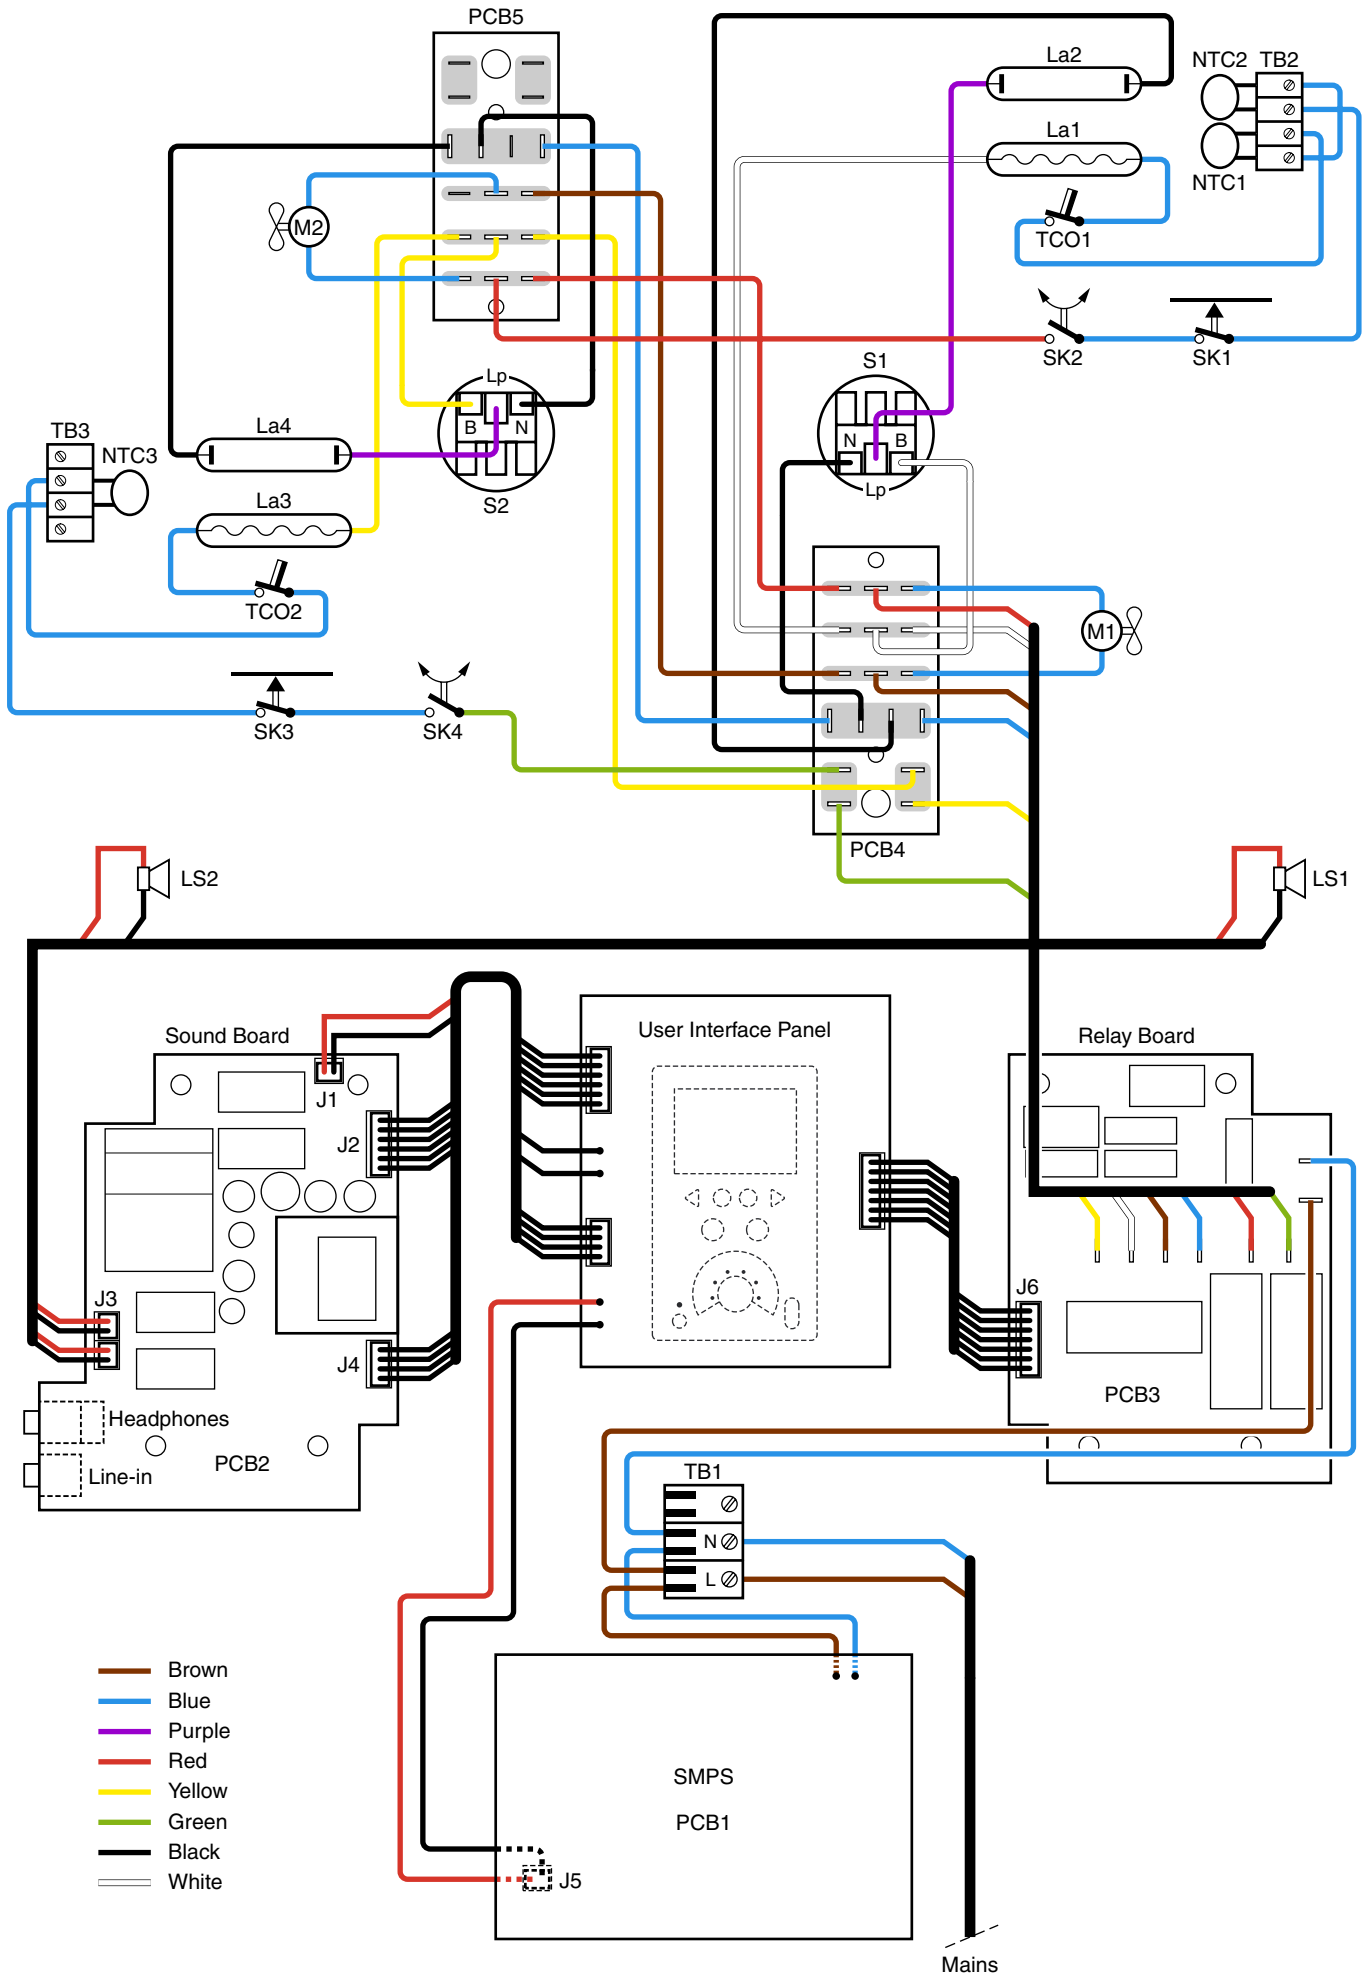 PCB5
La2
NTC2 TB2
La1
NTC1
M2
TCO1
SK2
SK1
S1
Lp
B N
S2
N B
Lp
La4
TB3
NTC3
La3
TCO2
M1
SK3
SK4
PCB4
LS2
LS1
Sound Board
User Interface Panel
Relay Board
J1
J2
J3
J4
J6
PCB3
Headphones
Line-in
PCB2
TB1
N
L
Brown
Blue
Purple
Red
Yellow
Green
Black
White
SMPS
PCB1
J5
Mains